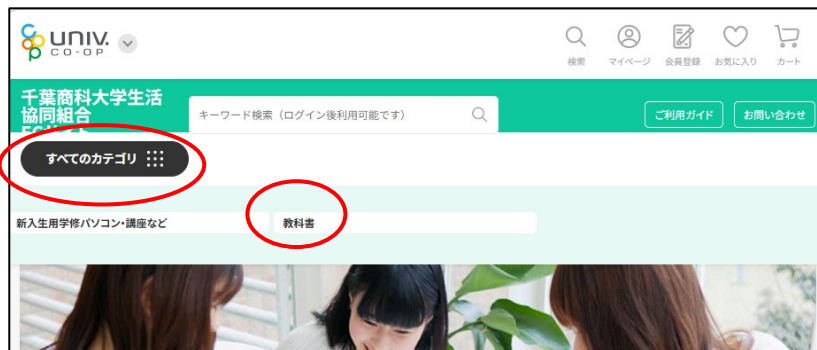 UNIV.
CO-OP
検索
マイページ
会員登録
お気に入り
カート
千葉商科大学生活
協同組合
キーワード検索（ログイン後利用可能です）
ご利用ガイド
お問い合わせ
すべてのカテゴリ
新入生用学修パソコン・講座など
教科書